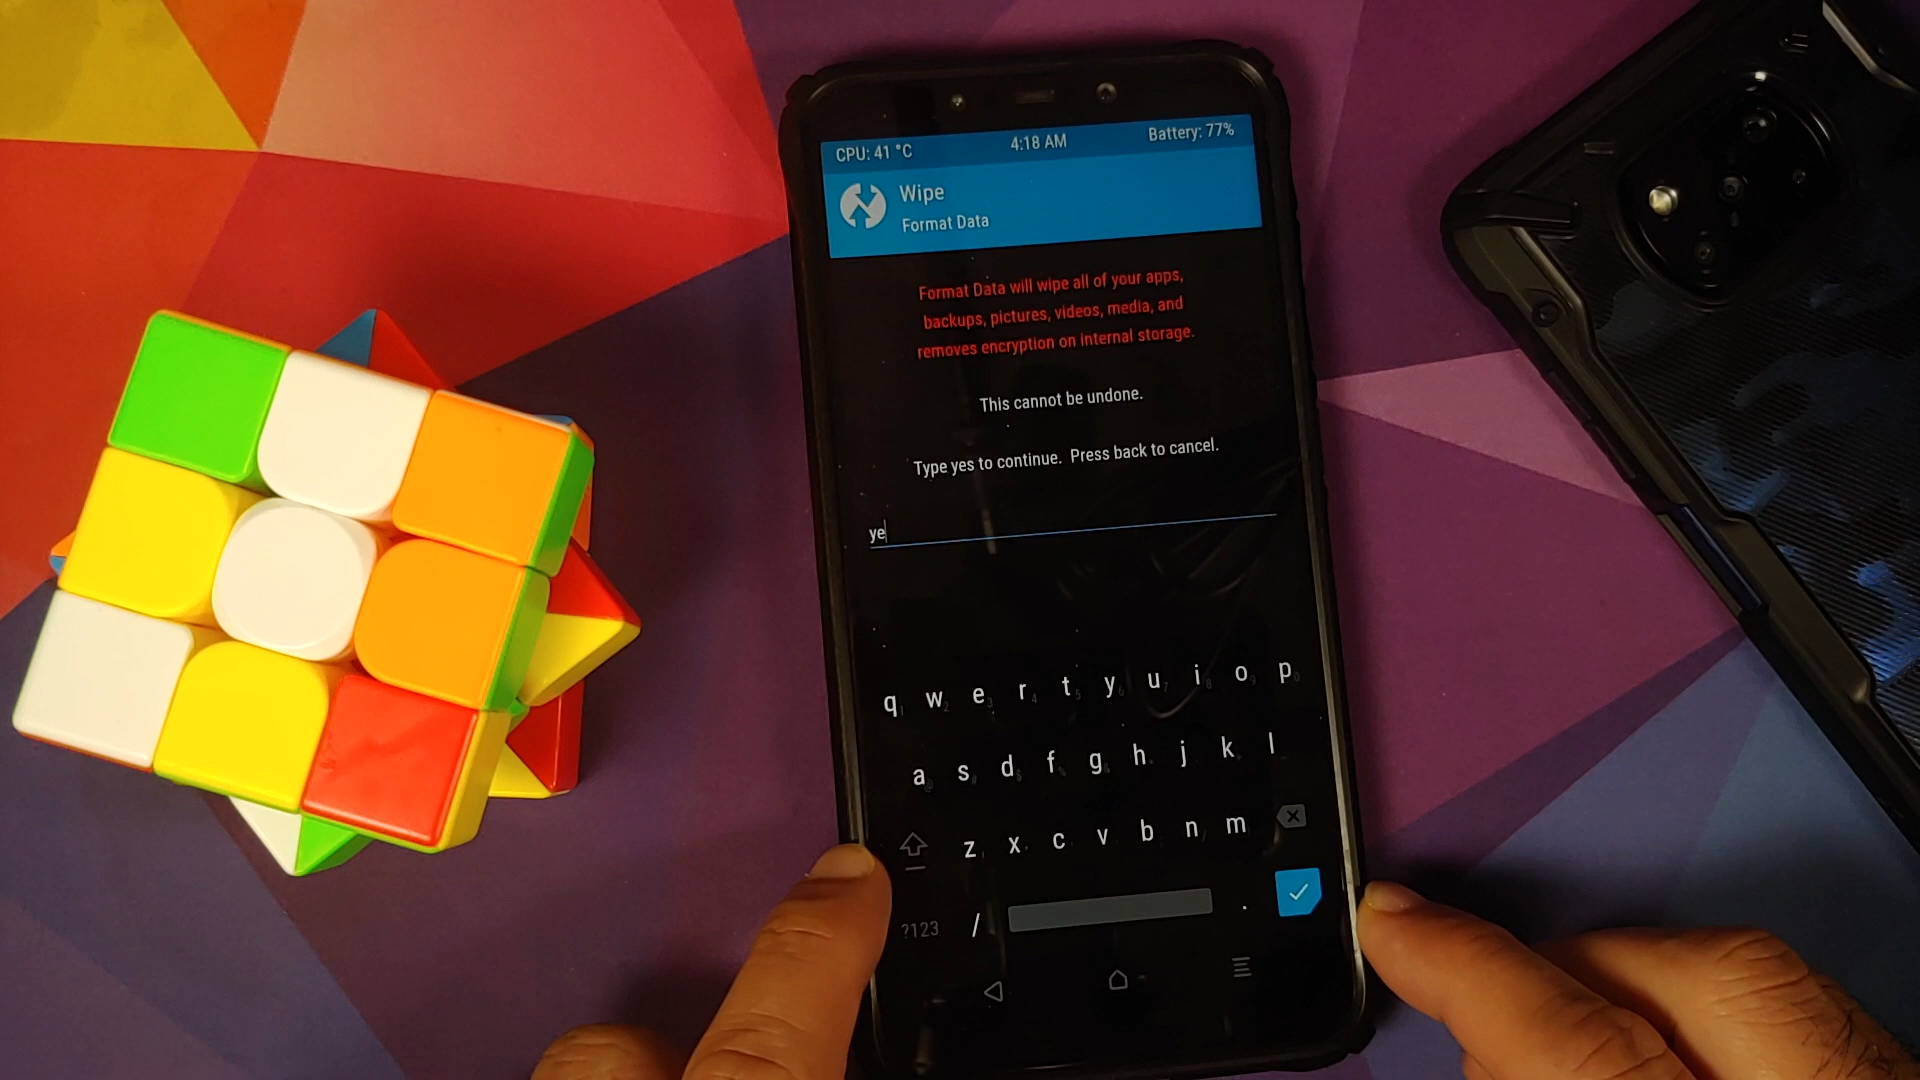 CPU: 41 °C 4:18 AM Battery: 77%
Wipe
Format Data
Format Data will wipe all of your apps,
backups, pictures, videos, media, and
removes encryption on internal storage.
This cannot be undone.
Type yes to continue. Press back to cancel.
ye
q w e r t y u i o p
a s d f g h j k l
z x c v b n m
?123 / .